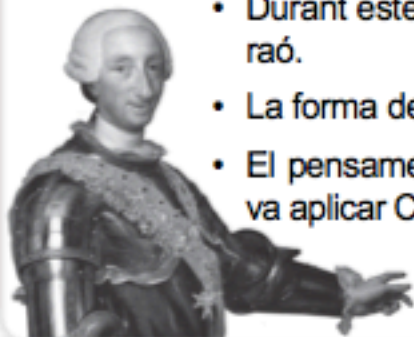 • Durant este
raó.
• La forma de
• El pensame
va aplicar C